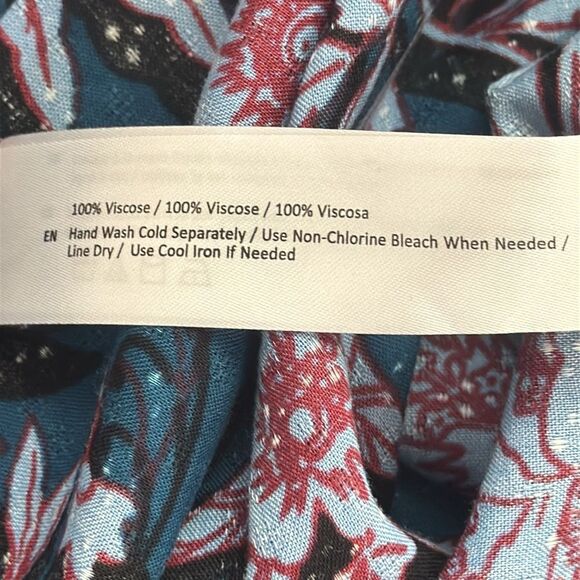 100% Viscose / 100% Viscose / 100% Viscosa
EN Hand Wash Cold Separately / Use Non-Chlorine Bleach When Needed /
Line Dry / Use Cool Iron If Needed